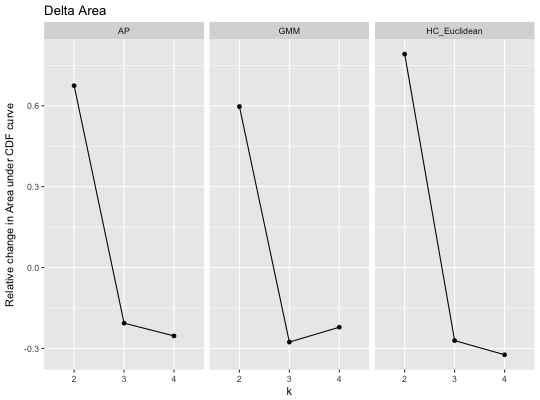 Delta Area
AP GMM HC_Euclidean
Relative change in Area under CDF curve
0.6
0.3
0.0
-0.3
2 3 4 2 3 4 2 3 4
k